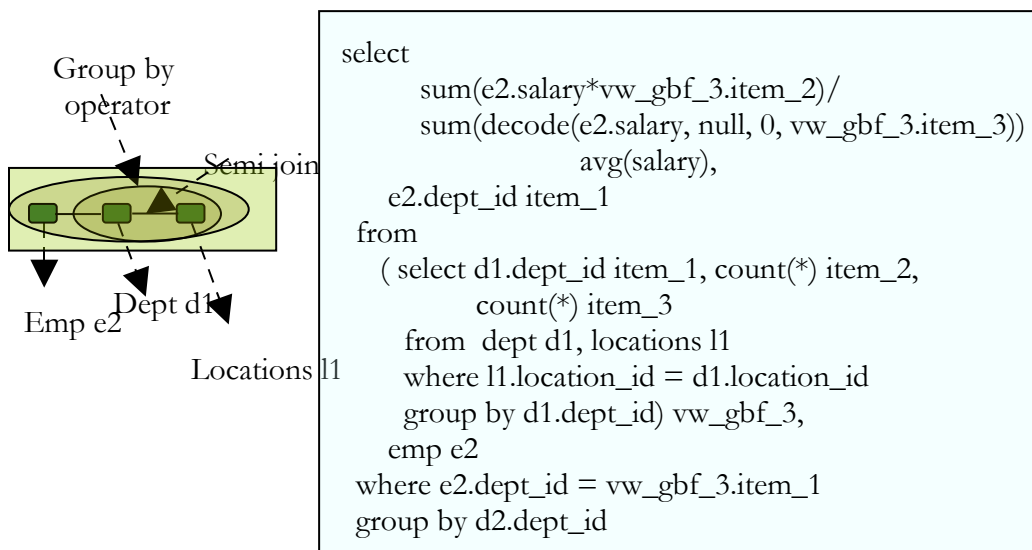 Group by
operator
Semi join
Emp e2
Dept d1
Locations l1
select
sum(e2.salary*vw_gbf_3.item_2)/
sum(decode(e2.salary, null, 0, vw_gbf_3.item_3))
avg(salary),
e2.dept_id item_1
from
( select d1.dept_id item_1, count(*) item_2,
count(*) item_3
from dept d1, locations l1
where l1.location_id = d1.location_id
group by d1.dept_id) vw_gbf_3,
emp e2
where e2.dept_id = vw_gbf_3.item_1
group by d2.dept_id